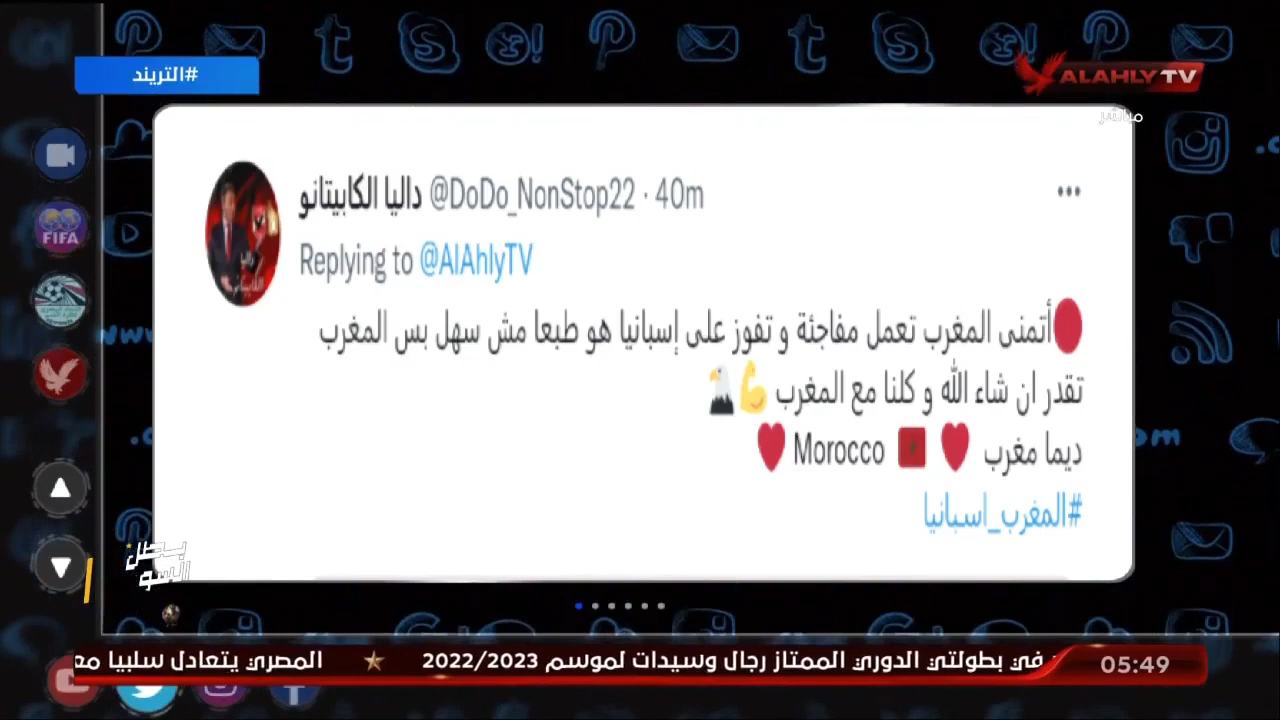 #التريند
ALAHLY TV
مباشر
داليا الكابيتانو @DoDo_NonStop22 · 40m
Replying to @AlAhlyTV
🔴أتمنى المغرب تعمل مفاجئة و تفوز على إسبانيا هو طبعا مش سهل بس المغرب
تقدر ان شاء الله و كلنا مع المغرب 💪🦅
ديما مغرب ❤️ 🇲🇦 Morocco ❤️
#المغرب_اسبانيا
FIFA
www
.com
في بطولتي الدوري الممتاز رجال وسيدات لموسم 2022/2023 ★ المصري يتعادل سلبيا مع
05:49